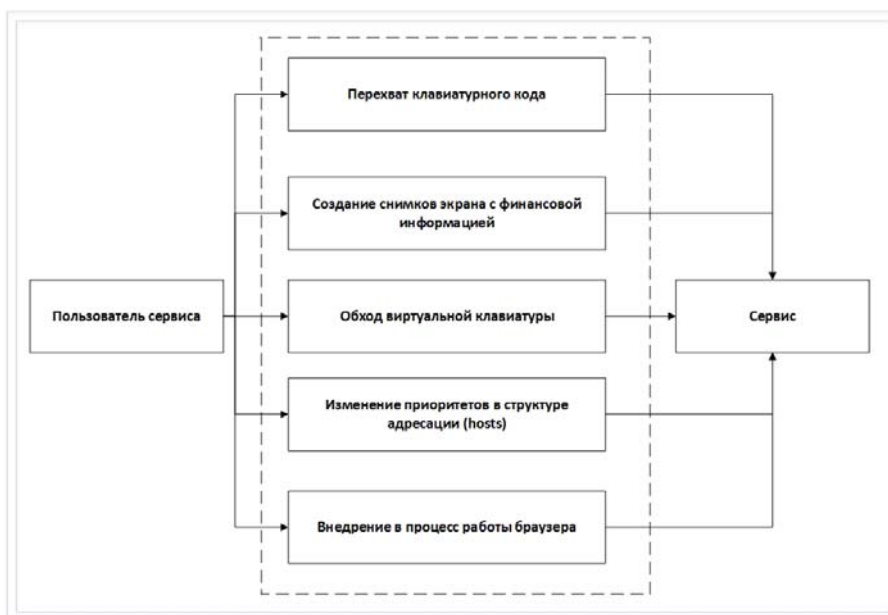 Перехват клавиатурного кода
Создание снимков экрана с финансовой
информацией
Пользователь сервиса
Обход виртуальной клавиатуры
Сервис
Изменение приоритетов в структуре
адресации (hosts)
Внедрение в процесс работы браузера